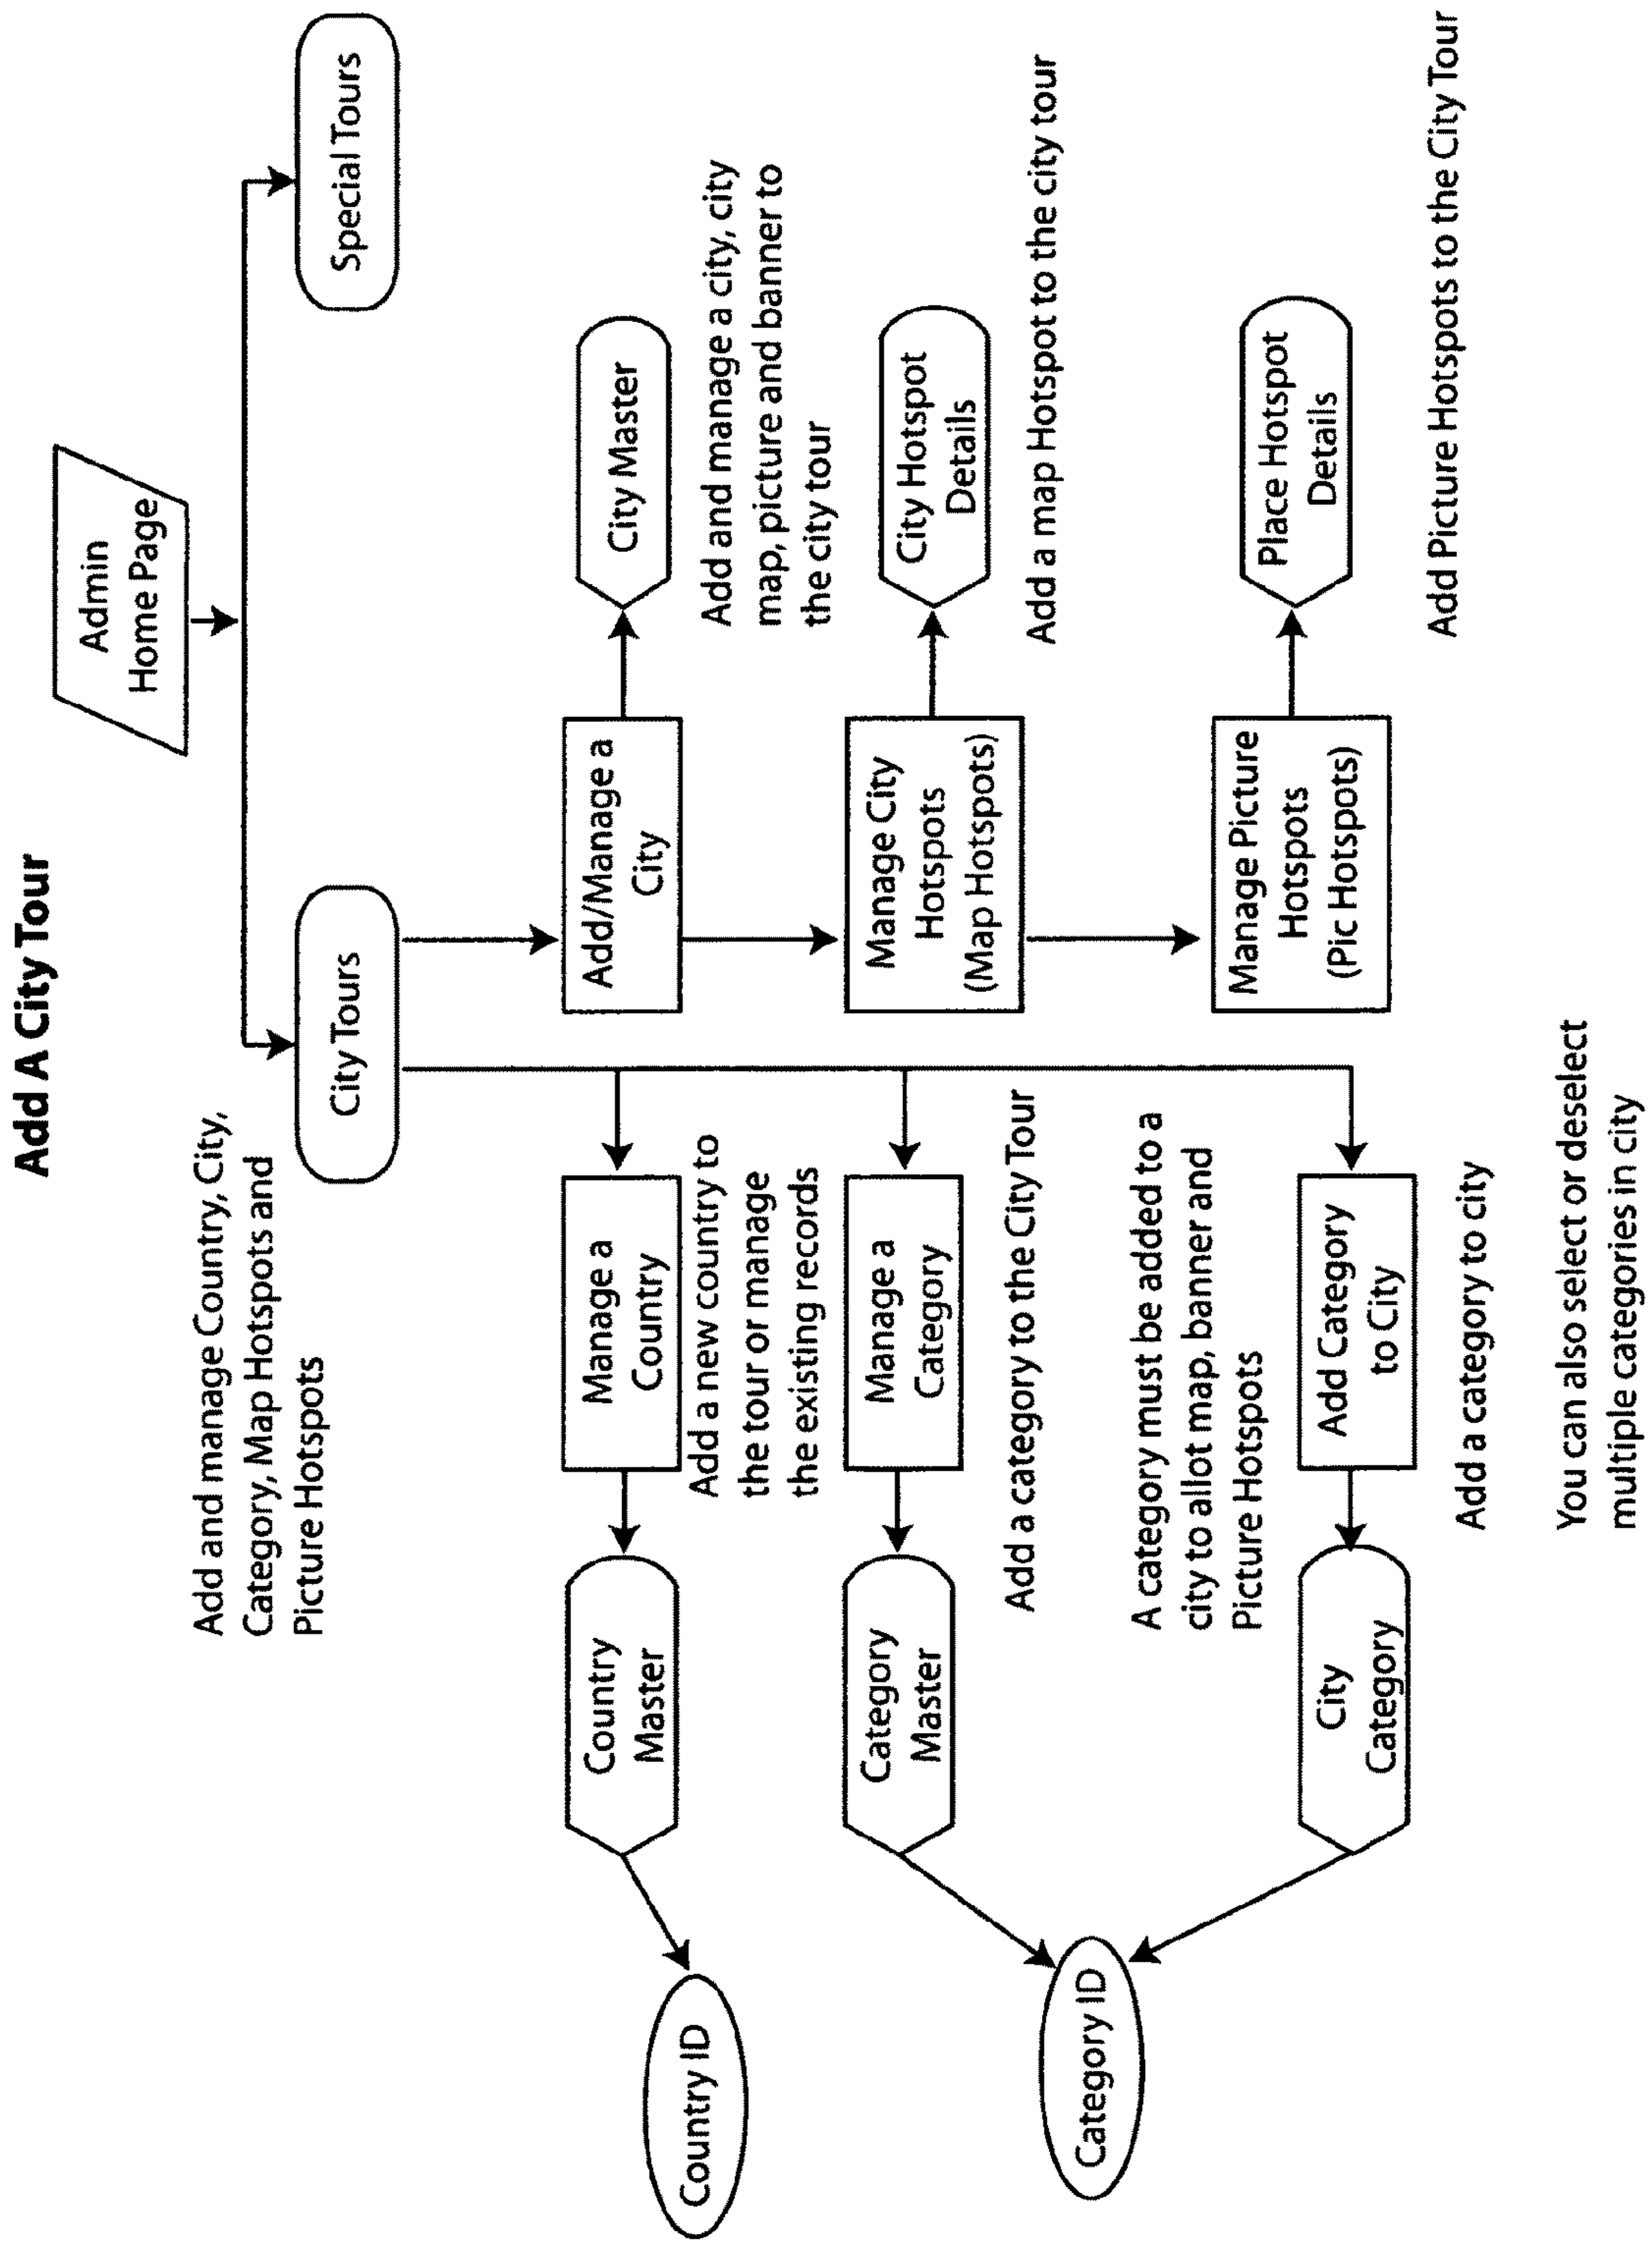 Add A City Tour
Admin
Home Page
Add and manage Country, City,
Category, Map Hotspots and
Picture Hotspots
City Tours
Special Tours
Country
Master
Manage a
Country
Add/Manage a
City
City Master
Country ID
Add a new country to
the tour or manage
the existing records
Add and manage a city, city
map, picture and banner to
the city tour
Category
Master
Manage a
Category
Manage City
Hotspots
(Map Hotspots)
City Hotspot
Details
Add a category to the City Tour
Add a map Hotspot to the city tour
Category ID
A category must be added to a
city to allot map, banner and
Picture Hotspots
City
Category
Add Category
to City
Manage Picture
Hotspots
(Pic Hotspots)
Place Hotspot
Details
Add a category to city
Add Picture Hotspots to the City Tour
You can also select or deselect
multiple categories in city